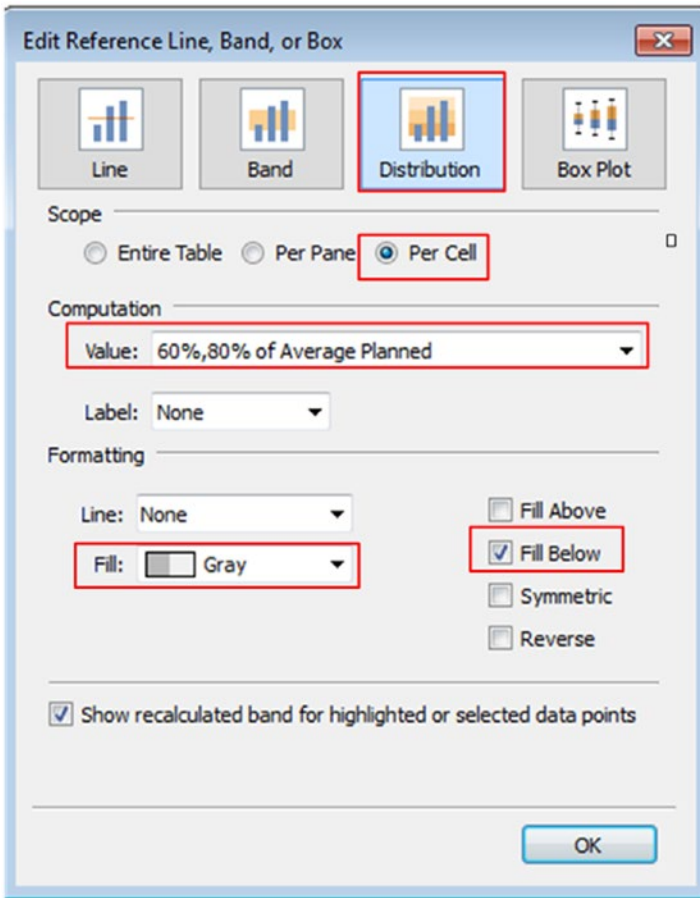 Edit Reference Line, Band, or Box
Line Band Distribution Box Plot
Scope
Entire Table Per Pane Per Cell
Computation
Value: 60%,80% of Average Planned
Label: None
Formatting
Line: None Fill Above
Fill: Gray Fill Below
Symmetric
Reverse
Show recalculated band for highlighted or selected data points
OK